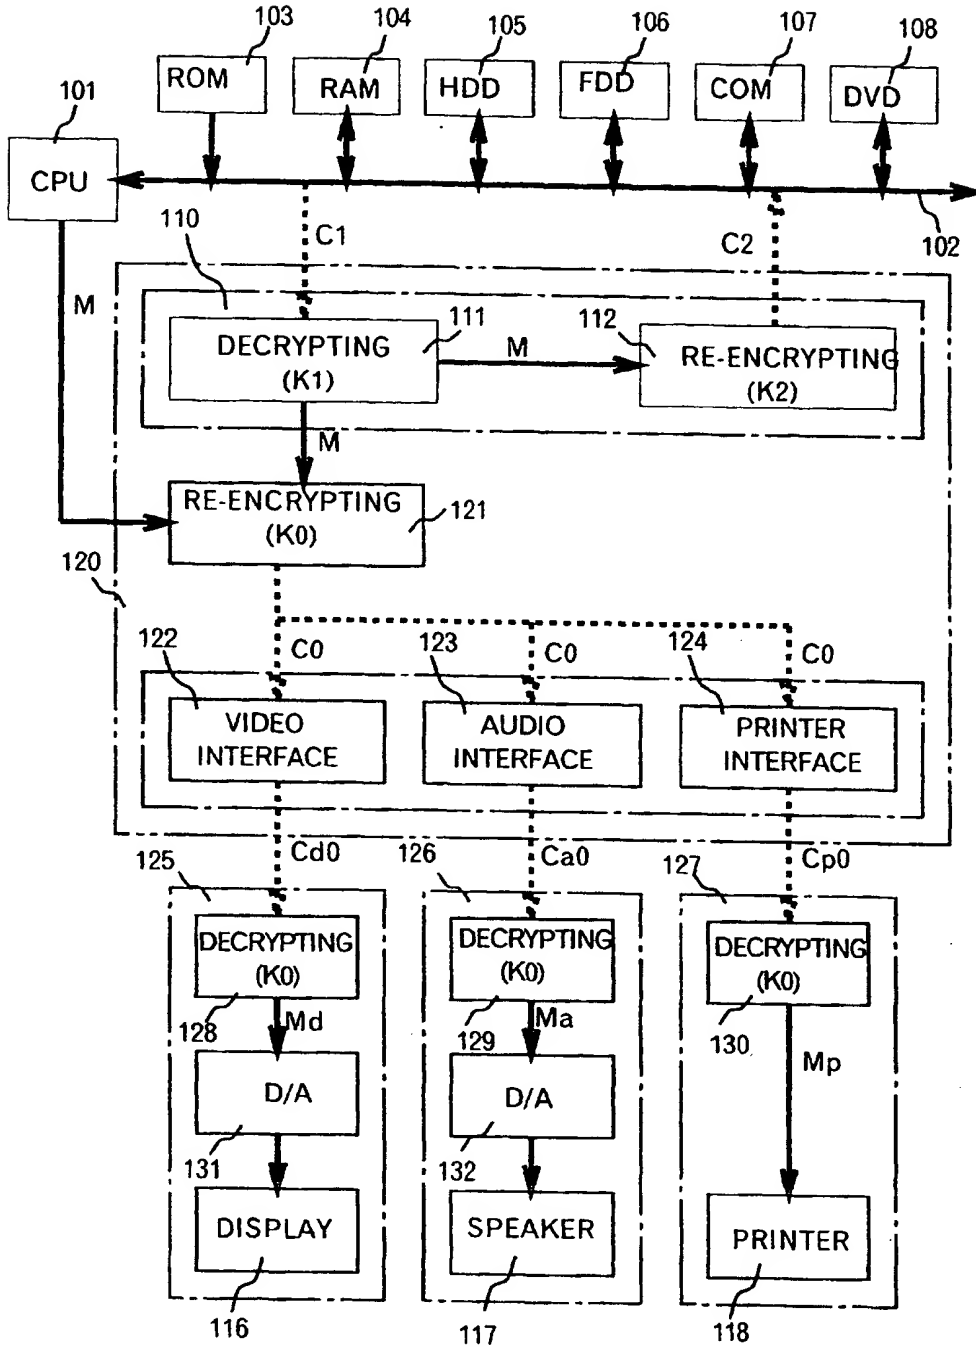 103
104
105
106
107
108
ROM
RAM
HDD
FDD
COM
DVD
101
CPU
102
110
C1
C2
M
111
112
DECRYPTING
(K1)
M
RE-ENCRYPTING
(K2)
M
RE-ENCRYPTING
(K0)
121
120
122
123
124
C0
C0
C0
VIDEO
INTERFACE
AUDIO
INTERFACE
PRINTER
INTERFACE
125
Cd0
126
Ca0
127
Cp0
DECRYPTING
(K0)
DECRYPTING
(K0)
DECRYPTING
(K0)
128
Md
129
Ma
130
Mp
D/A
D/A
131
132
DISPLAY
SPEAKER
PRINTER
116
117
118